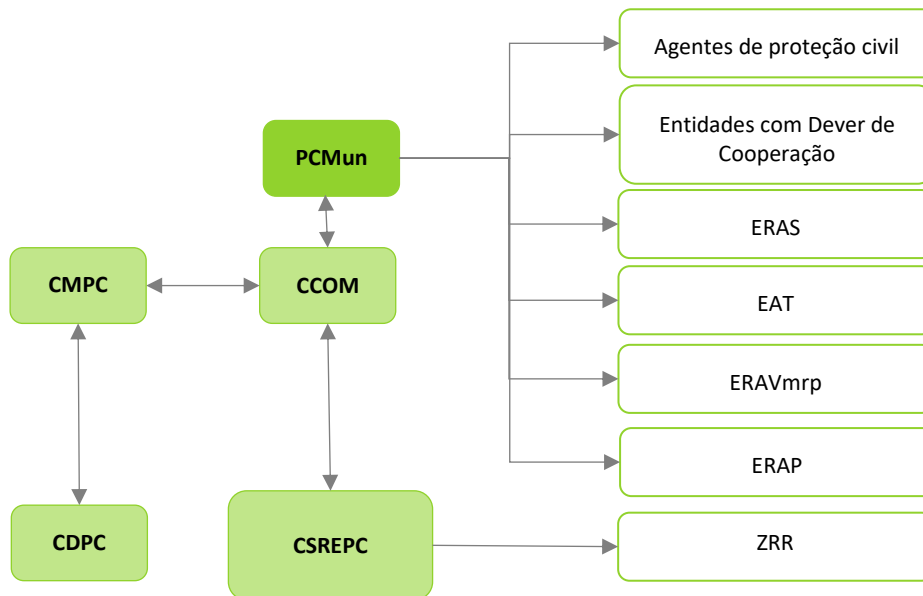 Agentes de proteção civil
Entidades com Dever de
Cooperação
PCMun
ERAS
CMPC
CCOM
EAT
ERAVmrp
ERAP
CDPC
CSREPC
ZRR